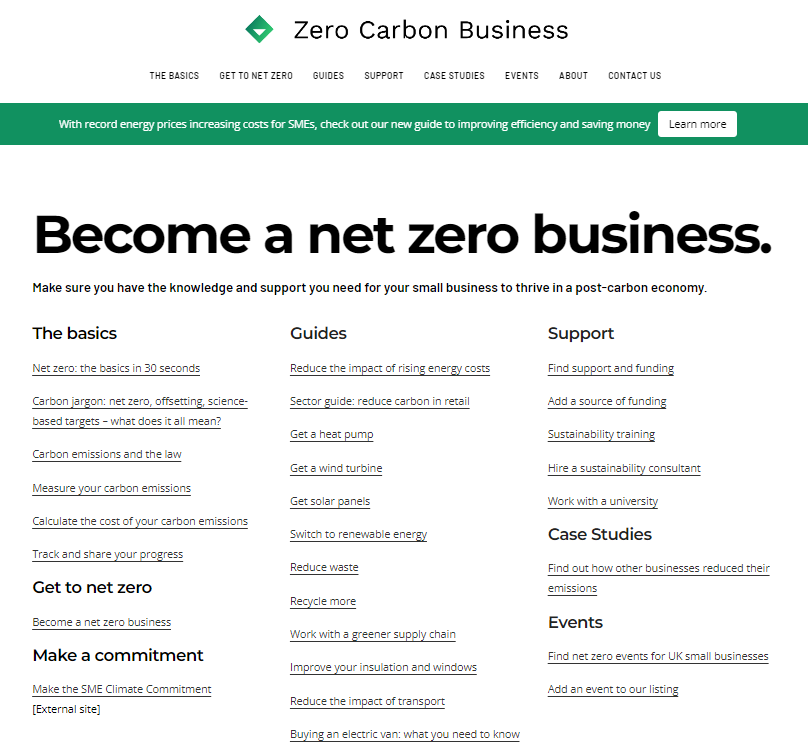 Zero Carbon Business
THE BASICS GET TO NET ZERO GUIDES SUPPORT CASE STUDIES EVENTS ABOUT CONTACT US
With record energy prices increasing costs for SMEs, check out our new guide to improving efficiency and saving money Learn more
Become a net zero business.
Make sure you have the knowledge and support you need for your small business to thrive in a post-carbon economy.
The basics
Net zero: the basics in 30 seconds
Carbon jargon: net zero, offsetting, science-
based targets – what does it all mean?
Carbon emissions and the law
Measure your carbon emissions
Calculate the cost of your carbon emissions
Track and share your progress
Get to net zero
Become a net zero business
Make a commitment
Make the SME Climate Commitment
[External site]
Guides
Reduce the impact of rising energy costs
Sector guide: reduce carbon in retail
Get a heat pump
Get a wind turbine
Get solar panels
Switch to renewable energy
Reduce waste
Recycle more
Work with a greener supply chain
Improve your insulation and windows
Reduce the impact of transport
Buying an electric van: what you need to know
Support
Find support and funding
Add a source of funding
Sustainability training
Hire a sustainability consultant
Work with a university
Case Studies
Find out how other businesses reduced their
emissions
Events
Find net zero events for UK small businesses
Add an event to our listing